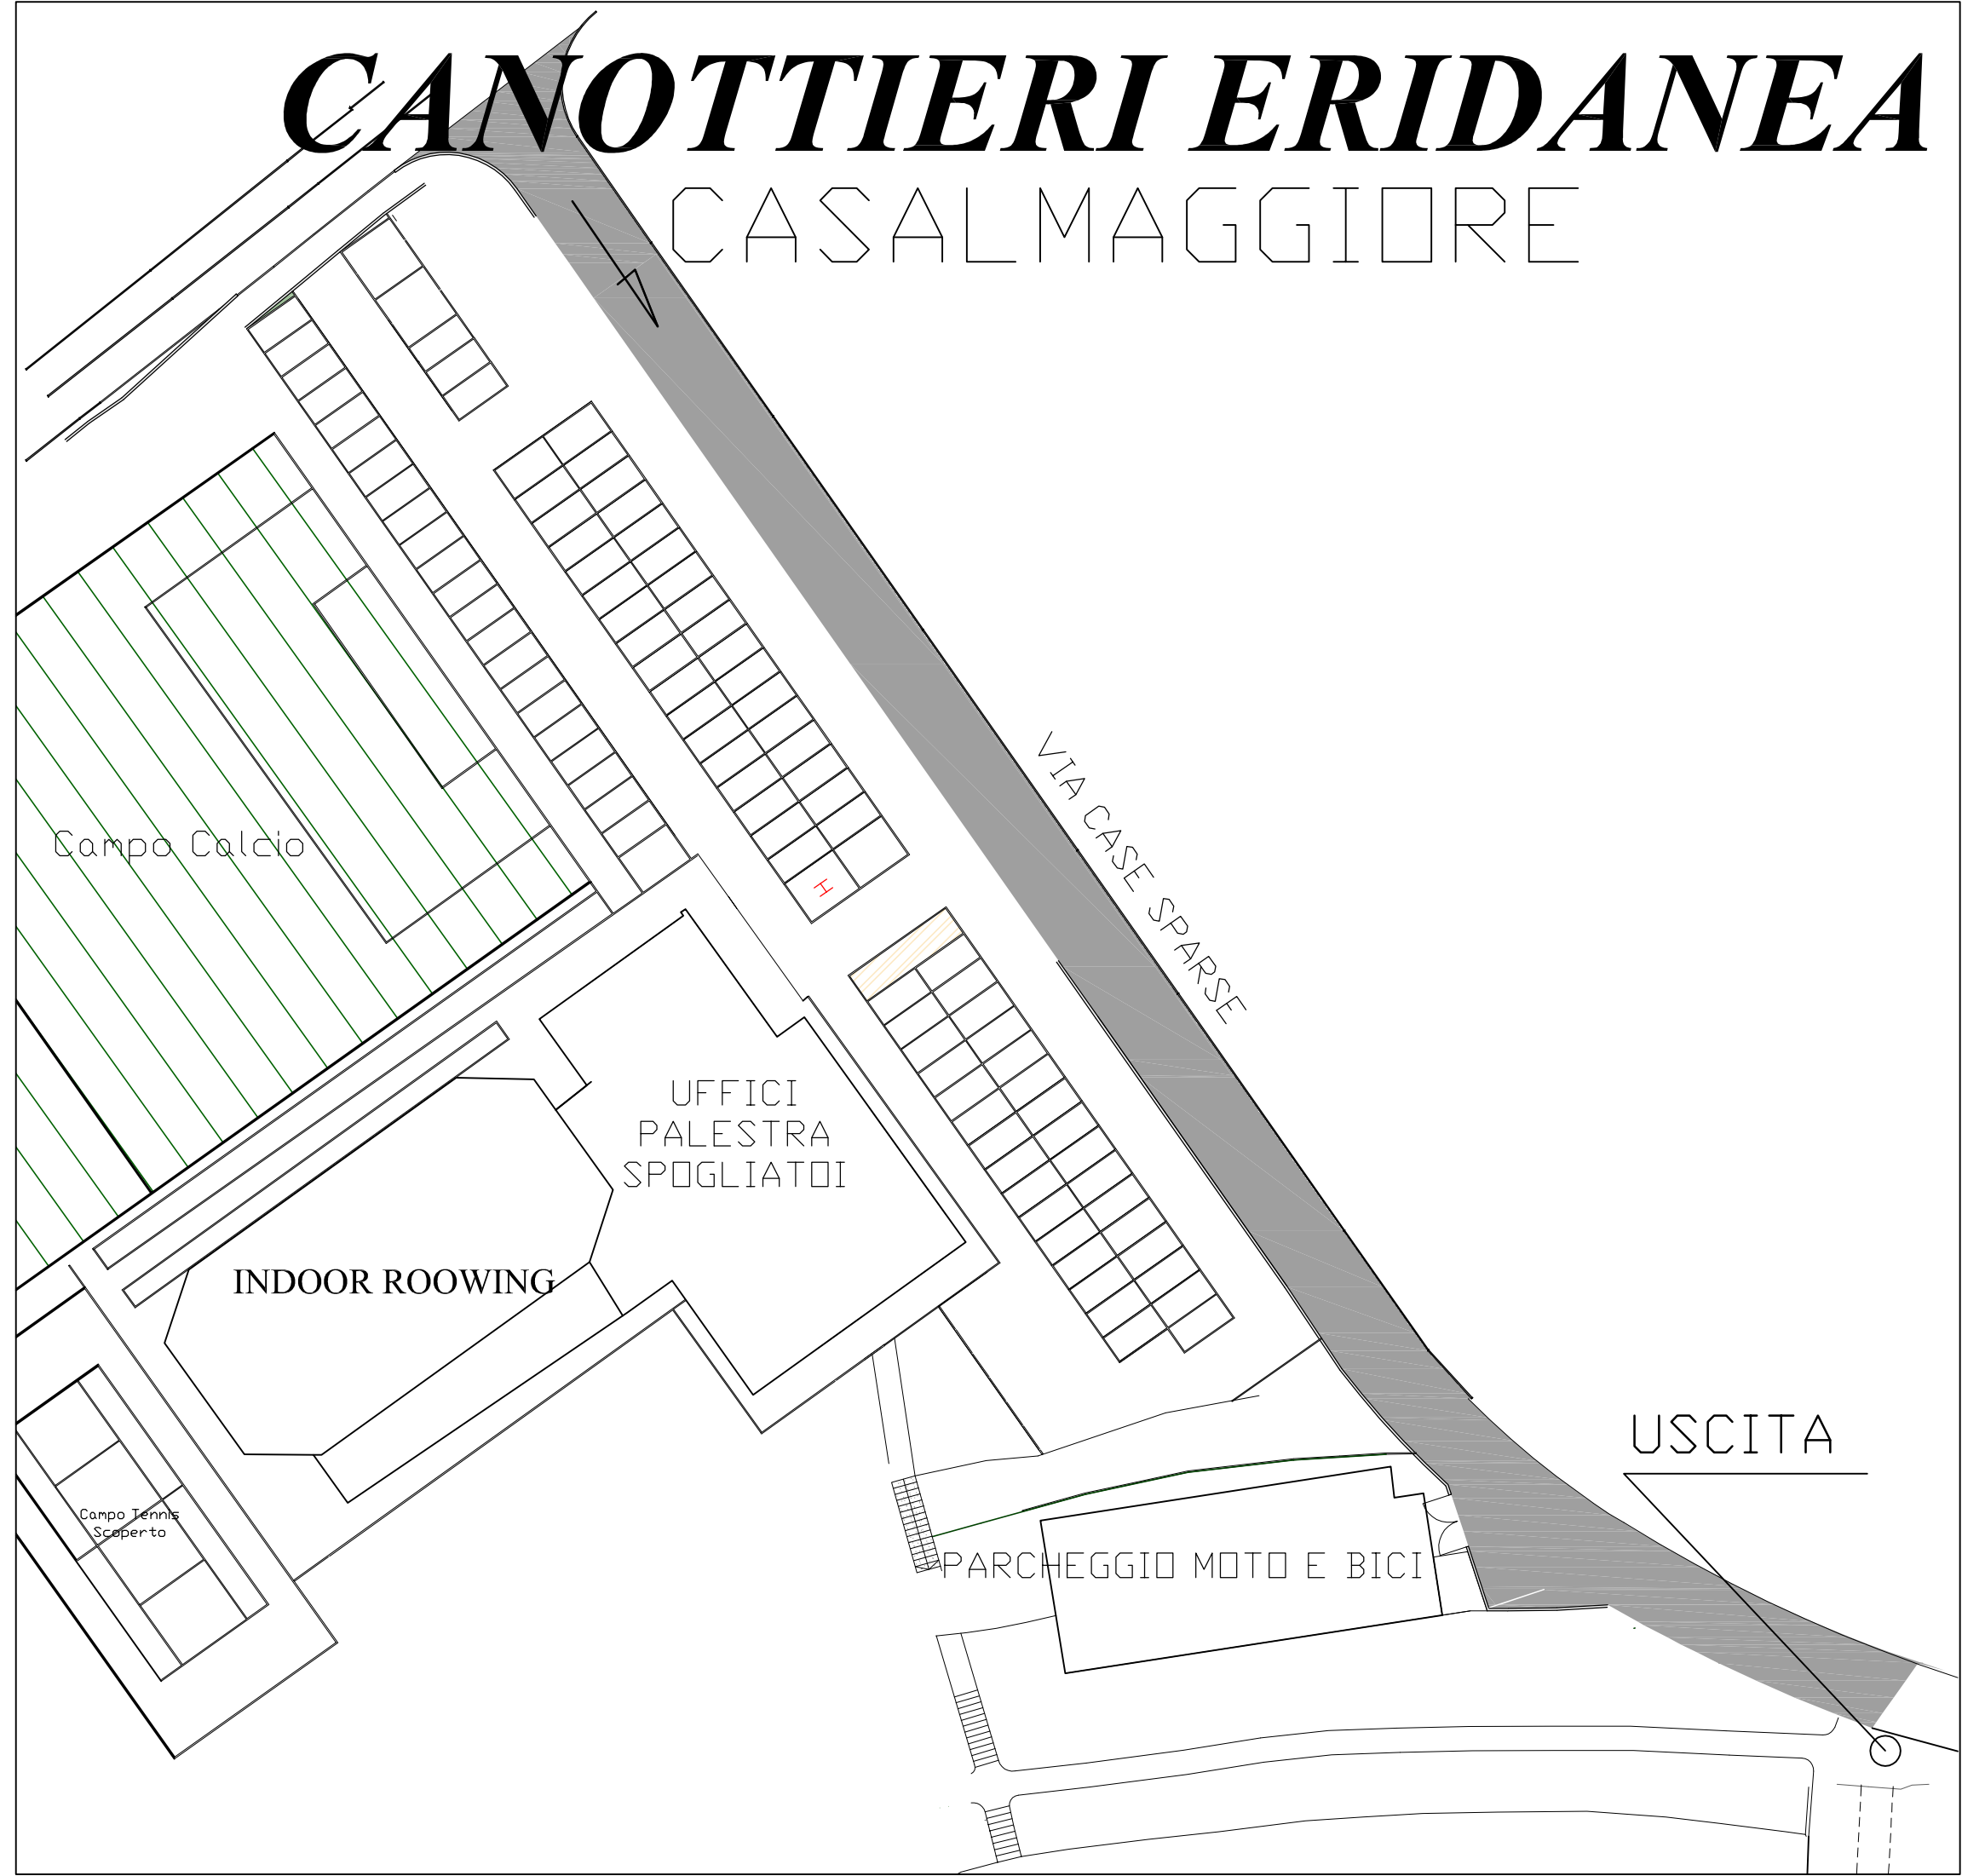 CANOTTIERI ERIDANEA
CASALMAGGIORE
VIA CASE SPARSE
Campo Calcio
H
UFFICI
PALESTRA
SPOGLIATOI
INDOOR ROOWING
USCITA
Campo Tennis
Scoperto
PARCHEGGIO MOTO E BICI